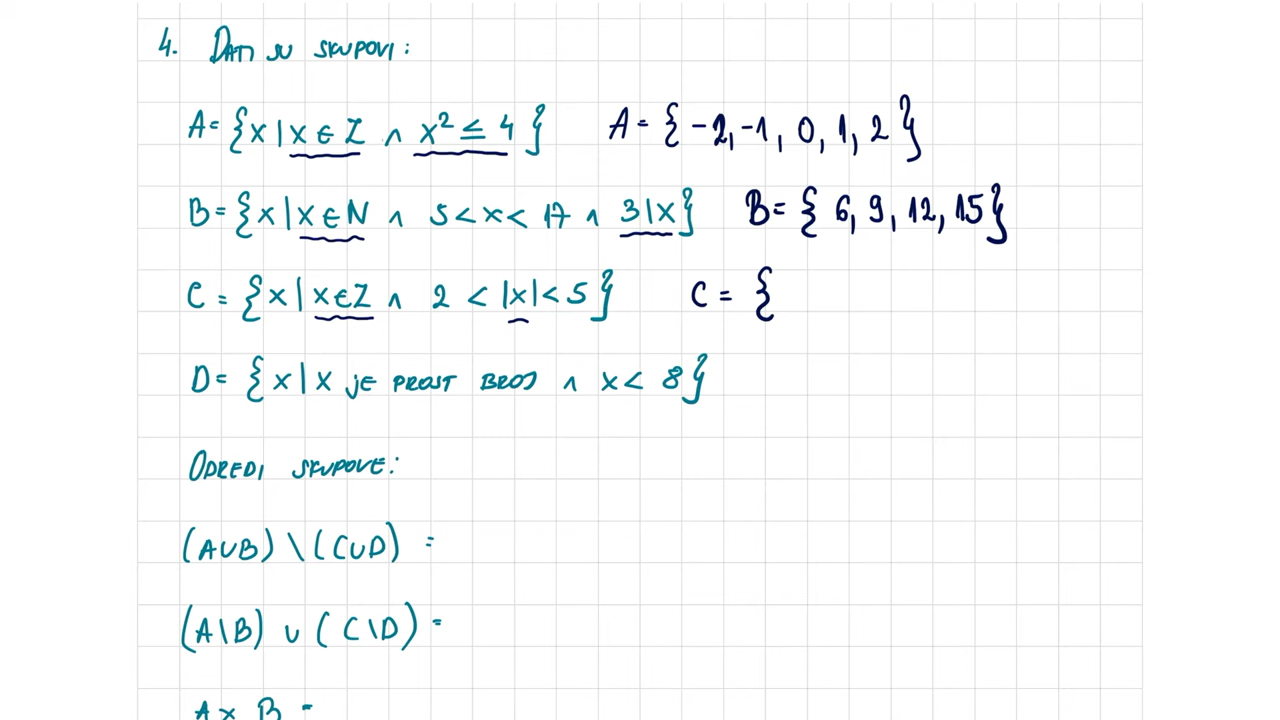 4. DATI SU SKUPOVI:
A= {x | x ∈ Z ∧ x² ≤ 4} A = {-2, -1, 0, 1, 2}
B= {x | x ∈ N ∧ 5 < x < 17 ∧ 3 | x} B= {6, 9, 12, 15}
C = {x | x ∈ Z ∧ 2 < |x| < 5} C = {
D= {x | x JE PROST BROJ ∧ x < 8}
ODREDI SKUPOVE:
(A∪B) \ (C∪D) =
(A\B) ∪ (C\D) =
A x B =